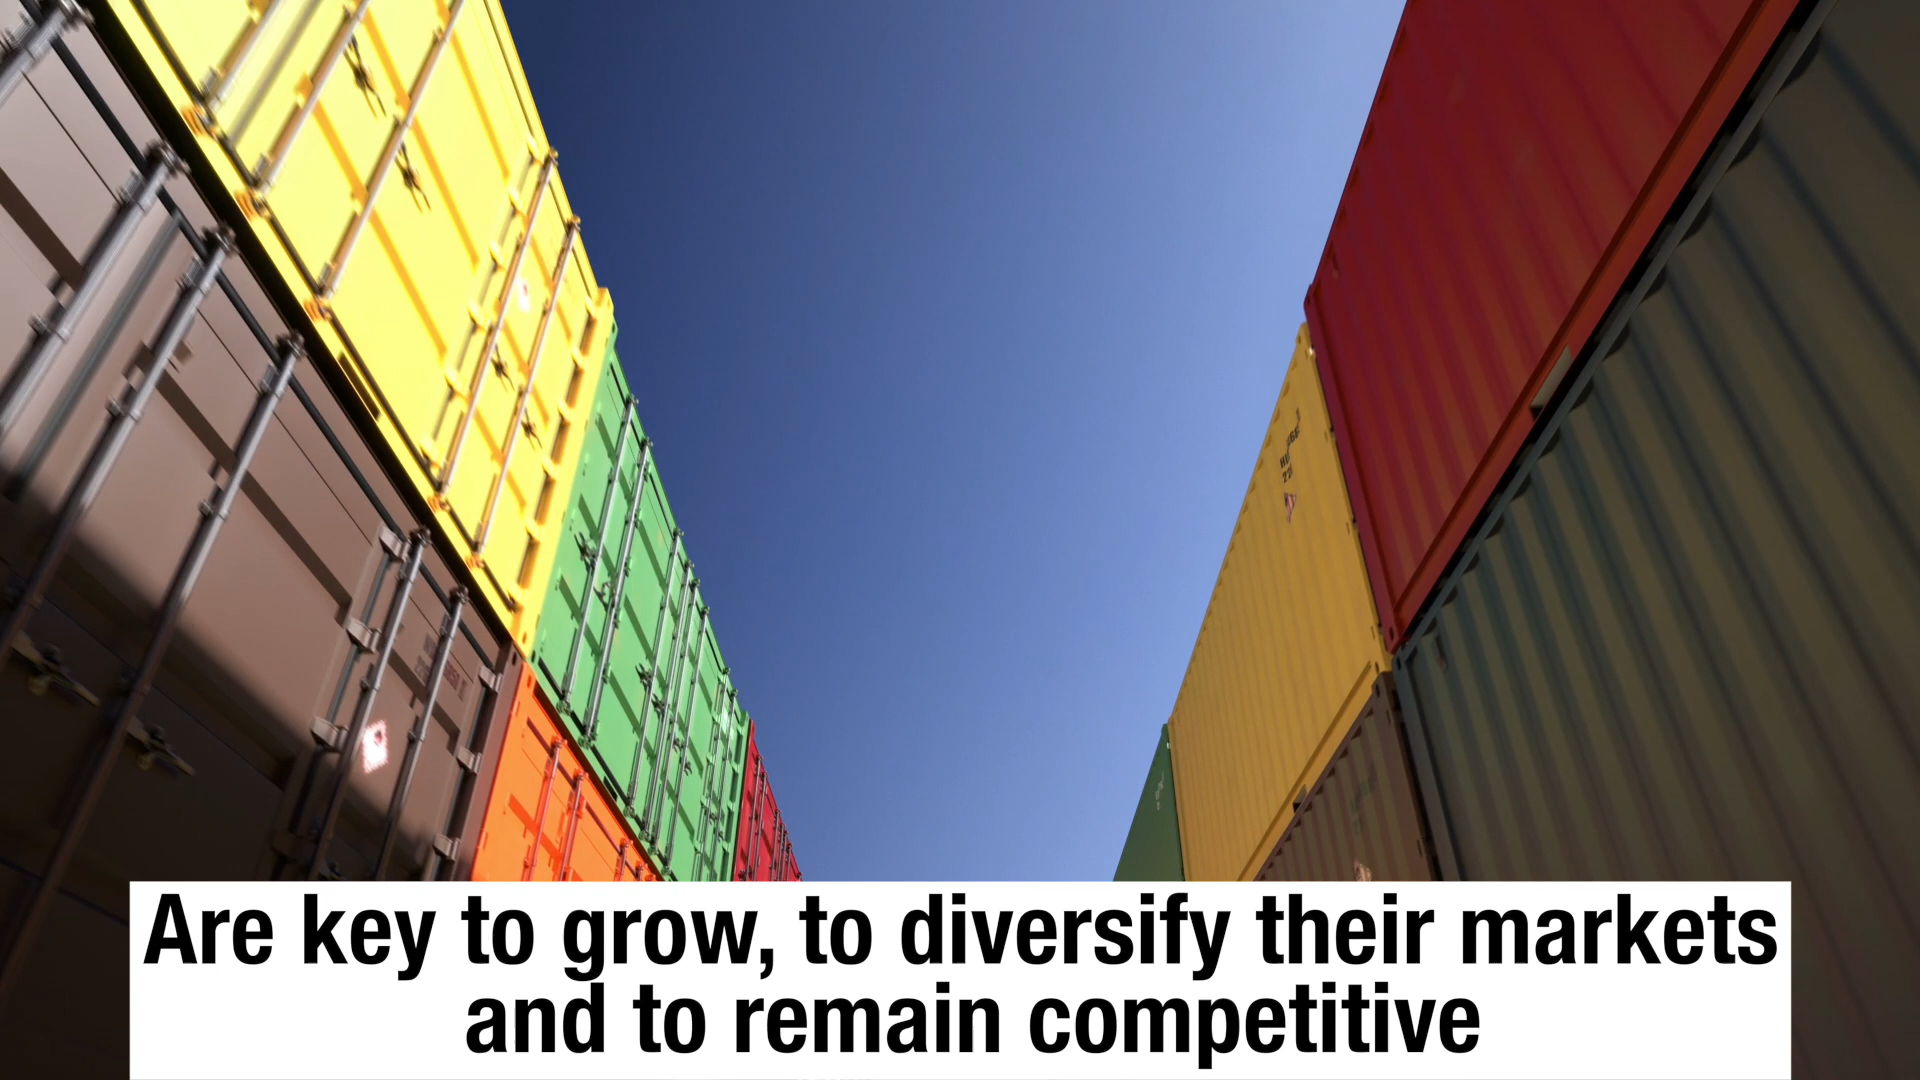 Are key to grow, to diversify their markets
and to remain competitive